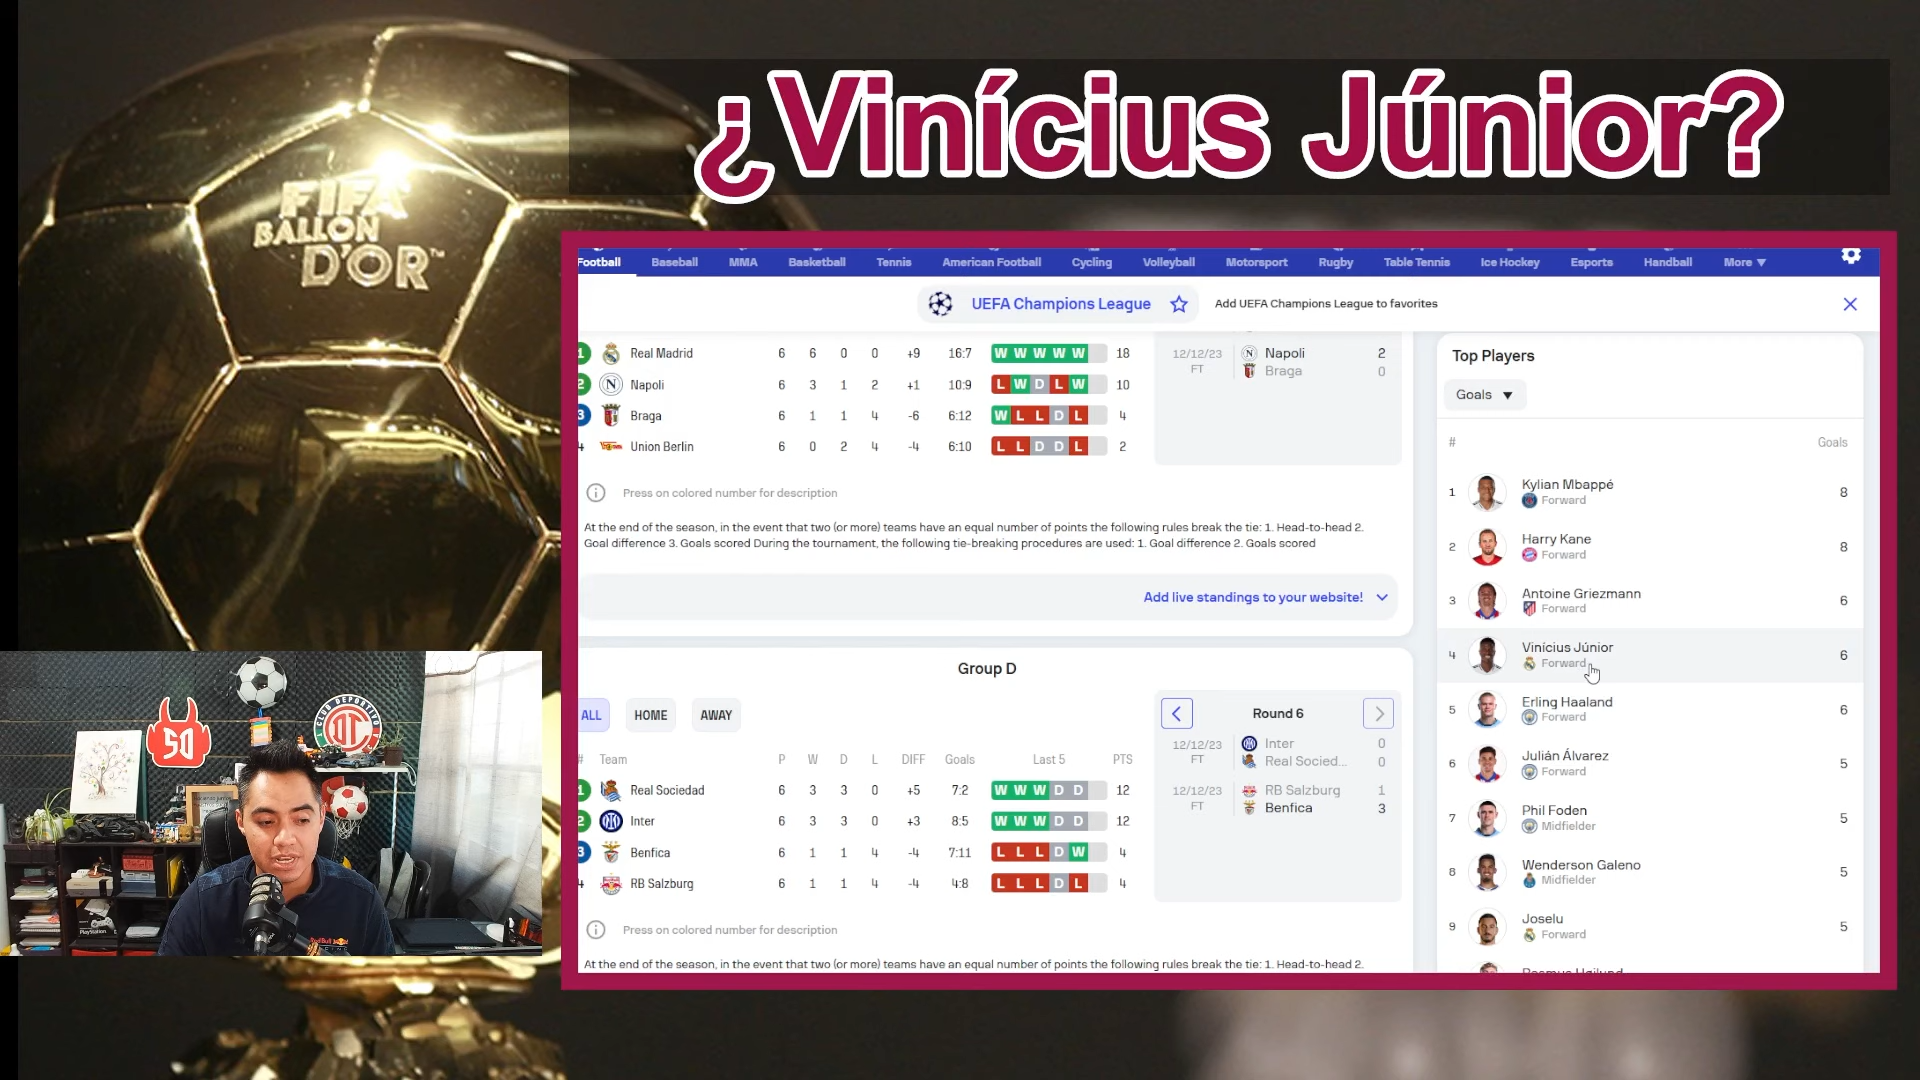 ¿Vinícius Júnior?
FIFA
BALLON
D'OR™
Football Baseball MMA Basketball Tennis American Football Cycling Volleyball Motorsport Rugby Table Tennis Ice Hockey Esports Handball More
UEFA Champions League Add UEFA Champions League to favorites
1 Real Madrid 6 6 0 0 +9 16:7 W W W W W 18
2 Napoli 6 3 1 2 +1 10:9 L W D L W 10
3 Braga 6 1 1 4 -6 6:12 W L L D L 4
4 Union Berlin 6 0 2 4 -4 6:10 L L D D L 2
12/12/23 Napoli 2
FT Braga 0
Press on colored number for description
At the end of the season, in the event that two (or more) teams have an equal number of points the following rules break the tie: 1. Head-to-head 2.
Goal difference 3. Goals scored During the tournament, the following tie-breaking procedures are used: 1. Goal difference 2. Goals scored
Add live standings to your website!
Group D
ALL HOME AWAY
# Team P W D L DIFF Goals Last 5 PTS
1 Real Sociedad 6 3 3 0 +5 7:2 W W W D D 12
2 Inter 6 3 3 0 +3 8:5 W W W D D 12
3 Benfica 6 1 1 4 -4 7:11 L L L D W 4
4 RB Salzburg 6 1 1 4 -4 4:8 L L L D L 4
Round 6
12/12/23 Inter 0
FT Real Socied... 0
12/12/23 RB Salzburg 1
FT Benfica 3
Press on colored number for description
At the end of the season, in the event that two (or more) teams have an equal number of points the following rules break the tie: 1. Head-to-head 2.
Top Players
Goals
# Goals
1 Kylian Mbappé 8
Forward
2 Harry Kane 8
Forward
3 Antoine Griezmann 6
Forward
4 Vinícius Júnior 6
Forward
5 Erling Haaland 6
Forward
6 Julián Álvarez 5
Forward
7 Phil Foden 5
Midfielder
8 Wenderson Galeno 5
Midfielder
9 Joselu 5
Forward
CLUB DEPORTIVO
DT
50
PlayStation
Red Bull